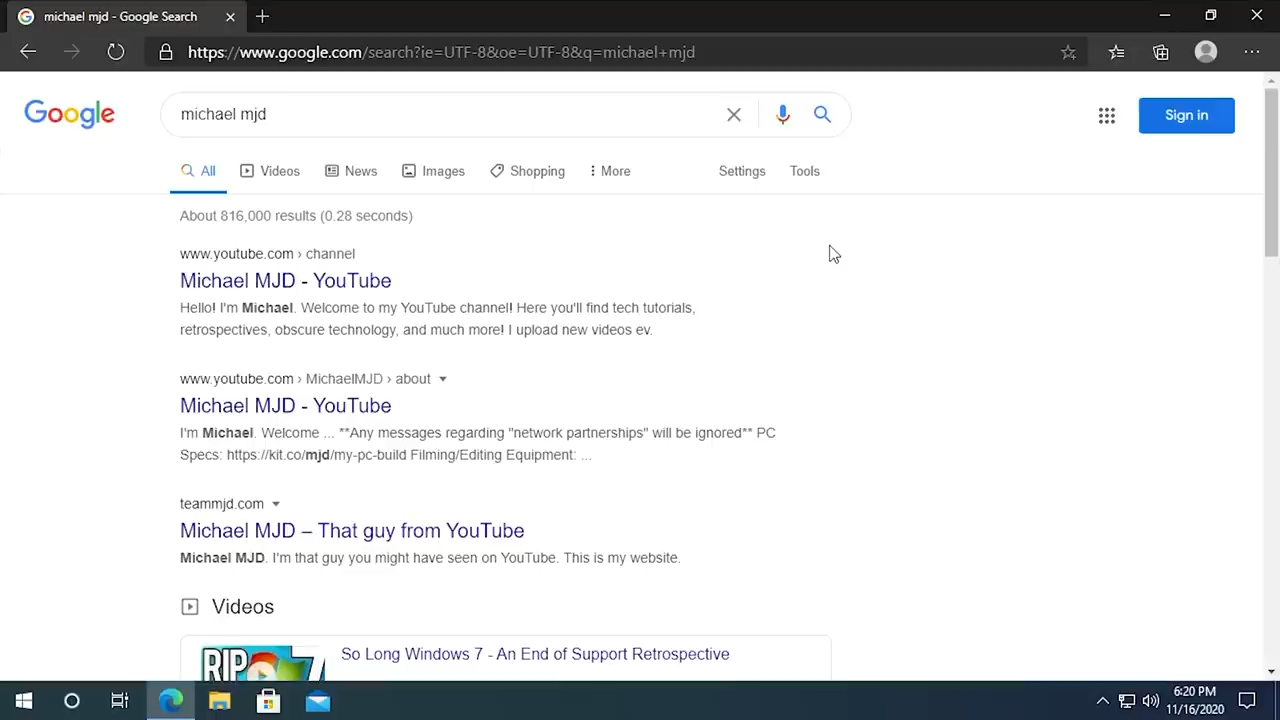 michael mjd - Google Search
https://www.google.com/search?ie=UTF-8&oe=UTF-8&q=michael+mjd
Google
michael mjd
Sign in
All
Videos
News
Images
Shopping
More
Settings
Tools
About 816,000 results (0.28 seconds)
www.youtube.com › channel
Michael MJD - YouTube
Hello! I'm Michael. Welcome to my YouTube channel! Here you'll find tech tutorials,
retrospectives, obscure technology, and much more! I upload new videos ev.
www.youtube.com › MichaelMJD › about
Michael MJD - YouTube
I'm Michael. Welcome ... **Any messages regarding "network partnerships" will be ignored** PC
Specs: https://kit.co/mjd/my-pc-build Filming/Editing Equipment: ...
teammjd.com
Michael MJD – That guy from YouTube
Michael MJD. I'm that guy you might have seen on YouTube. This is my website.
Videos
RIP 7
So Long Windows 7 - An End of Support Retrospective
6:20 PM
11/16/2020